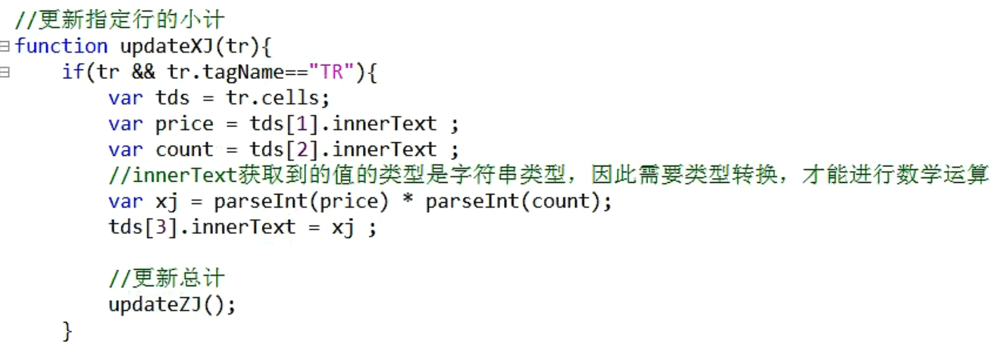 //更新指定行的小计
function updateXJ(tr){
if(tr && tr.tagName=="TR"){
var tds = tr.cells;
var price = tds[1].innerText ;
var count = tds[2].innerText ;
//innerText获取到的值的类型是字符串类型，因此需要类型转换，才能进行数学运算
var xj = parseInt(price) * parseInt(count);
tds[3].innerText = xj ;
//更新总计
updateZJ();
}